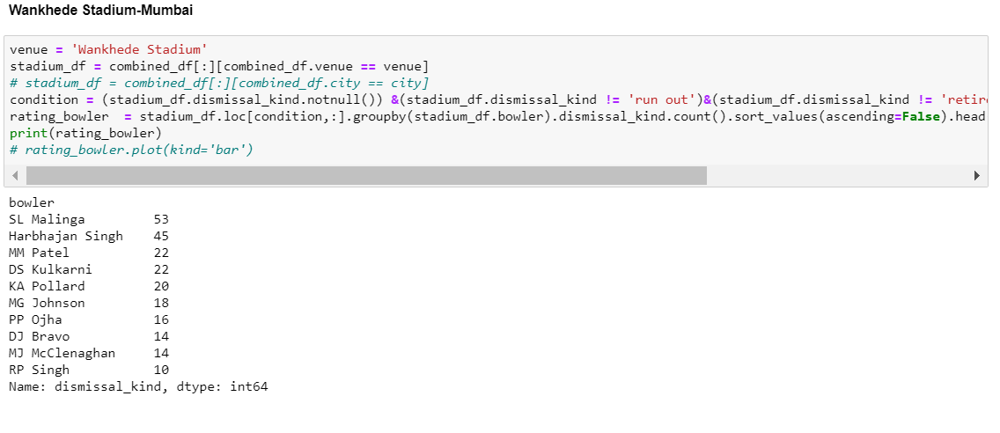 Wankhede Stadium-Mumbai
venue = 'Wankhede Stadium'
stadium_df = combined_df[:][combined_df.venue == venue]
# stadium_df = combined_df[:][combined_df.city == city]
condition = (stadium_df.dismissal_kind.notnull()) &(stadium_df.dismissal_kind != 'run out')&(stadium_df.dismissal_kind != 'retire
rating_bowler  = stadium_df.loc[condition,:].groupby(stadium_df.bowler).dismissal_kind.count().sort_values(ascending=False).head
print(rating_bowler)
# rating_bowler.plot(kind='bar')
bowler
SL Malinga         53
Harbhajan Singh    45
MM Patel           22
DS Kulkarni        22
KA Pollard         20
MG Johnson         18
PP Ojha            16
DJ Bravo           14
MJ McClenaghan     14
RP Singh           10
Name: dismissal_kind, dtype: int64